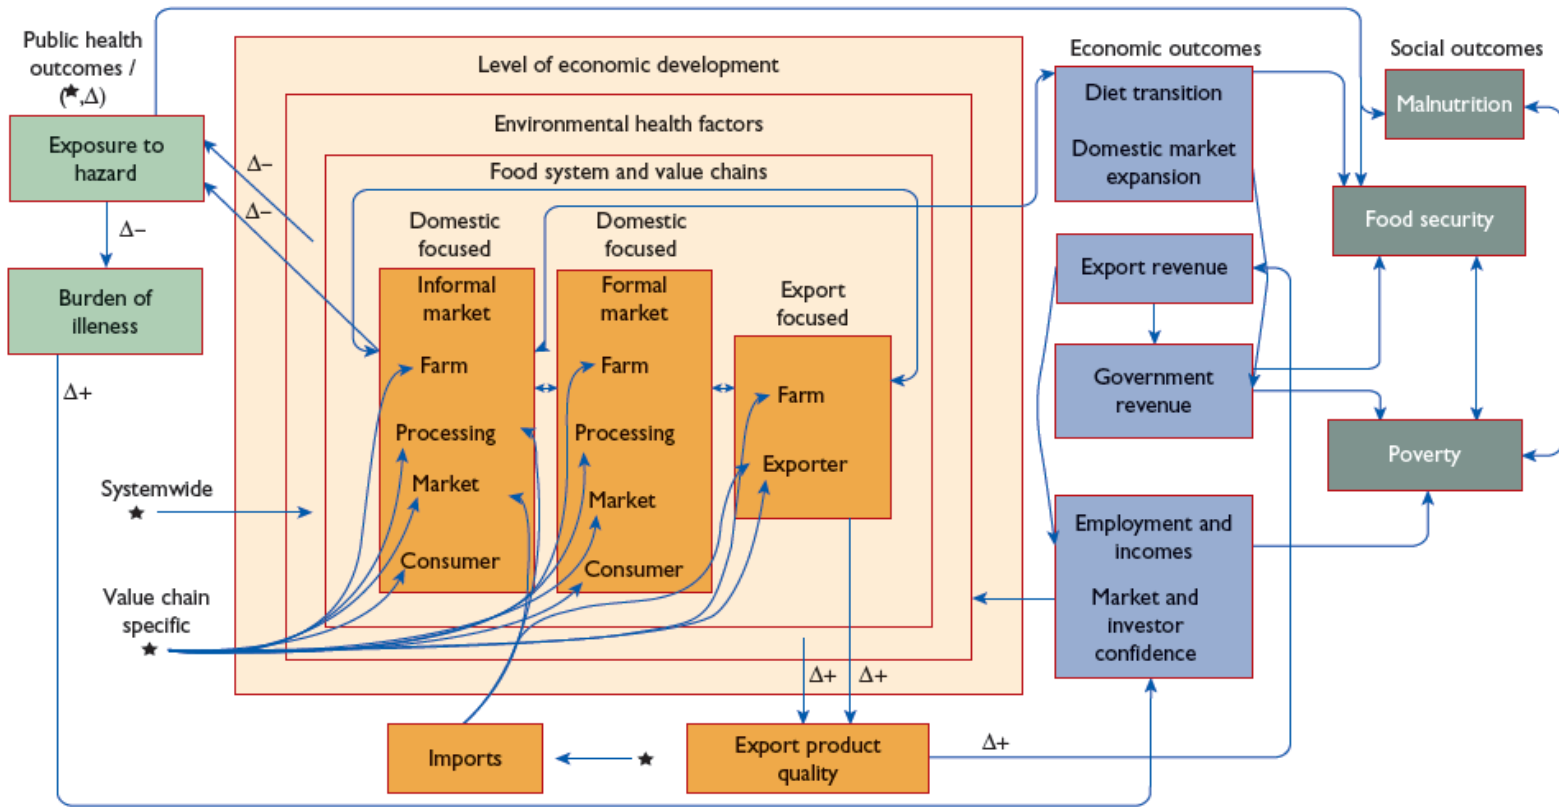 Public health
outcomes /
(★,Δ)
Exposure to
hazard
Δ−
Burden of
illeness
Δ+
Systemwide
★
Value chain
specific
★
Level of economic development
Environmental health factors
Food system and value chains
Δ−
Δ−
Domestic
focused
Informal
market
Farm
Processing
Market
Consumer
Domestic
focused
Formal
market
Farm
Processing
Market
Consumer
Export
focused
Farm
Exporter
Δ+
Δ+
Imports
★
Export product
quality
Δ+
Economic outcomes
Diet transition
Domestic market
expansion
Export revenue
Government
revenue
Employment and
incomes
Market and
investor
confidence
Social outcomes
Malnutrition
Food security
Poverty